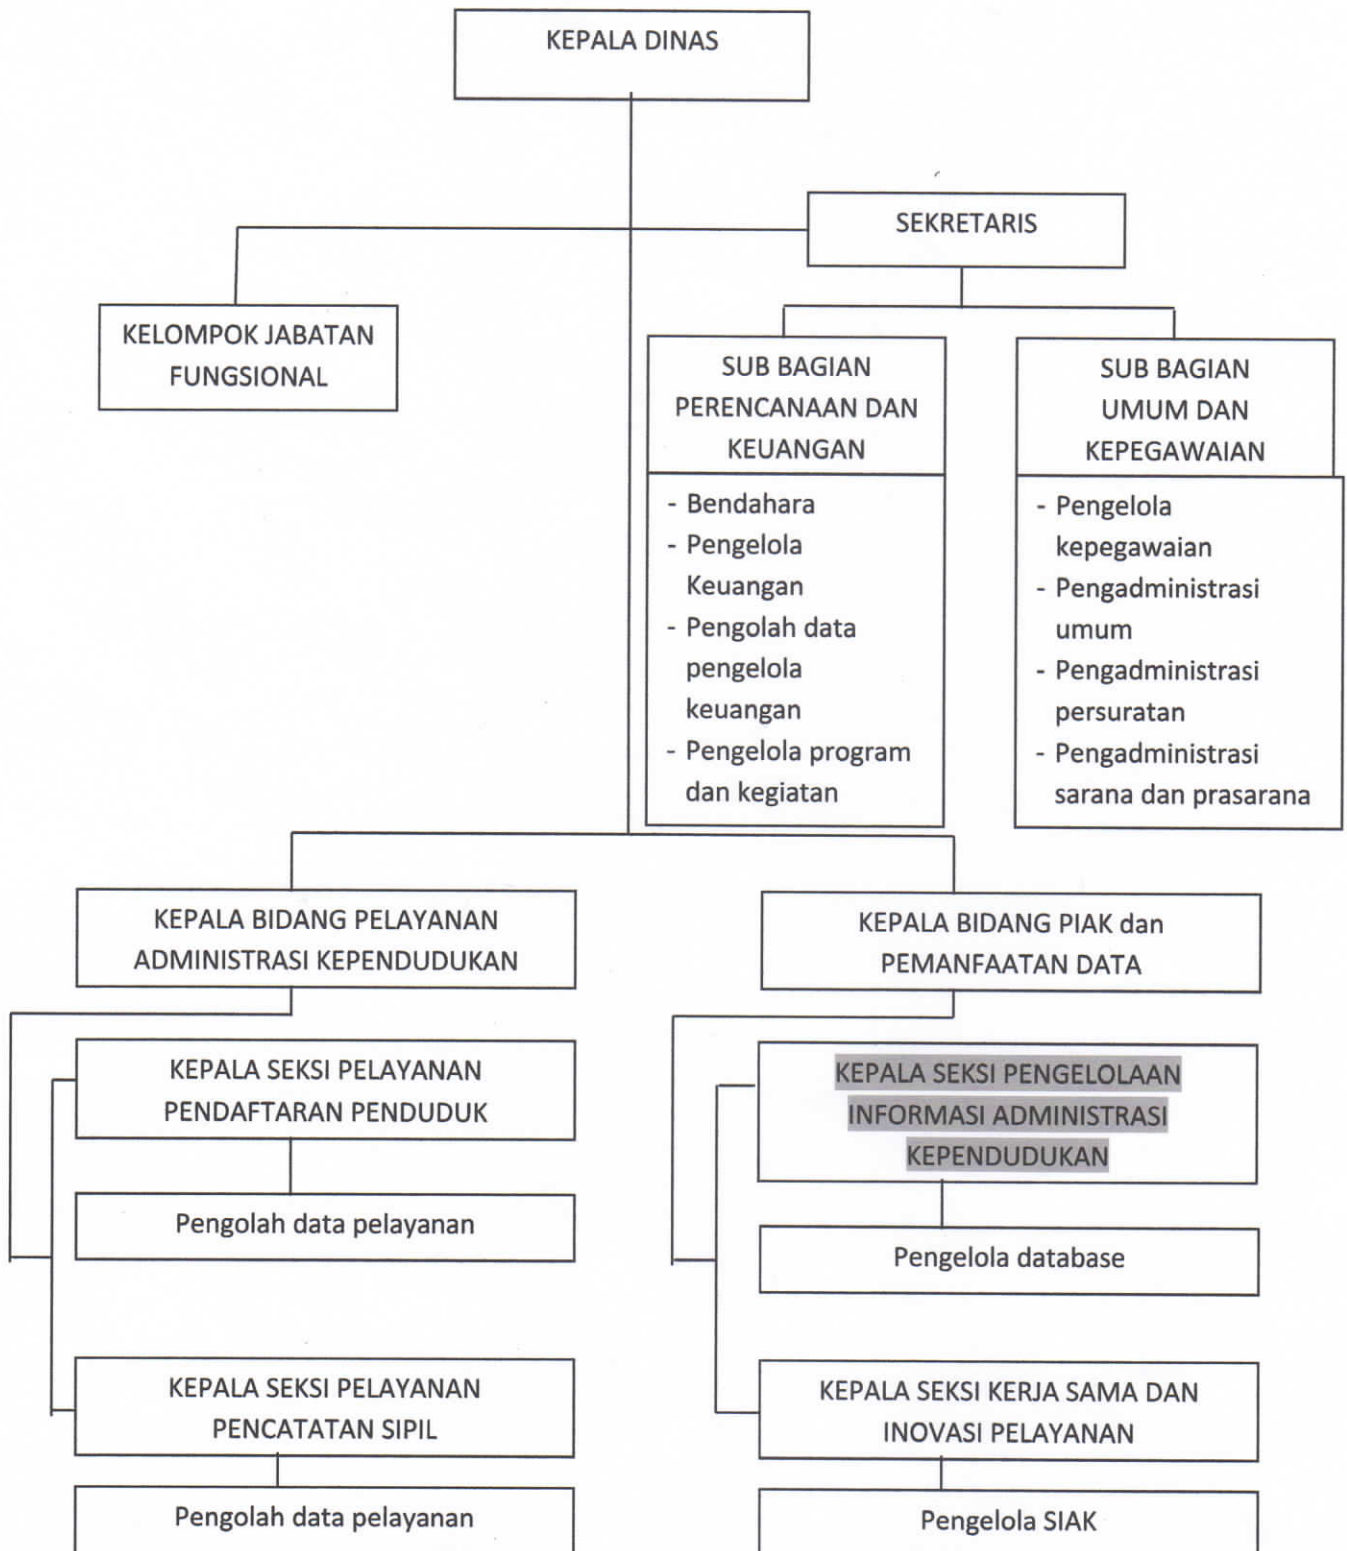 KEPALA DINAS
SEKRETARIS
KELOMPOK JABATAN
FUNGSIONAL
SUB BAGIAN
PERENCANAAN DAN
KEUANGAN
- Bendahara
- Pengelola
Keuangan
- Pengolah data
pengelola
keuangan
- Pengelola program
dan kegiatan
SUB BAGIAN
UMUM DAN
KEPEGAWAIAN
- Pengelola
kepegawaian
- Pengadministrasi
umum
- Pengadministrasi
persuratan
- Pengadministrasi
sarana dan prasarana
KEPALA BIDANG PELAYANAN
ADMINISTRASI KEPENDUDUKAN
KEPALA SEKSI PELAYANAN
PENDAFTARAN PENDUDUK
Pengolah data pelayanan
KEPALA SEKSI PELAYANAN
PENCATATAN SIPIL
Pengolah data pelayanan
KEPALA BIDANG PIAK dan
PEMANFAATAN DATA
KEPALA SEKSI PENGELOLAAN
INFORMASI ADMINISTRASI
KEPENDUDUKAN
Pengelola database
KEPALA SEKSI KERJA SAMA DAN
INOVASI PELAYANAN
Pengelola SIAK